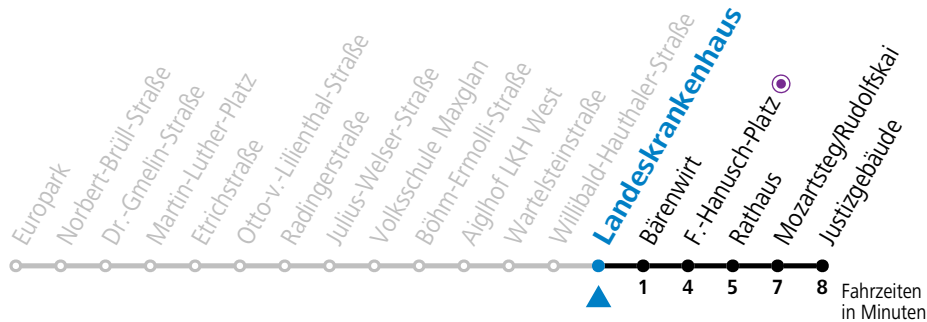 Europark
Norbert-Brüll-Straße
Dr.-Gmelin-Straße
Martin-Luther-Platz
Etrichstraße
Otto-v.-Lilienthal-Straße
Radingerstraße
Julius-Welser-Straße
Volksschule Maxglan
Böhm-Ermolli-Straße
Aiglhof LKH West
Wartelsteinstraße
Willibald-Hauthaler-Straße
Landeskrankenhaus
Bärenwirt
F.-Hanusch-Platz
Rathaus
Mozartsteg/Rudolfskai
Justizgebäude
1 4 5 7 8
Fahrzeiten
in Minuten